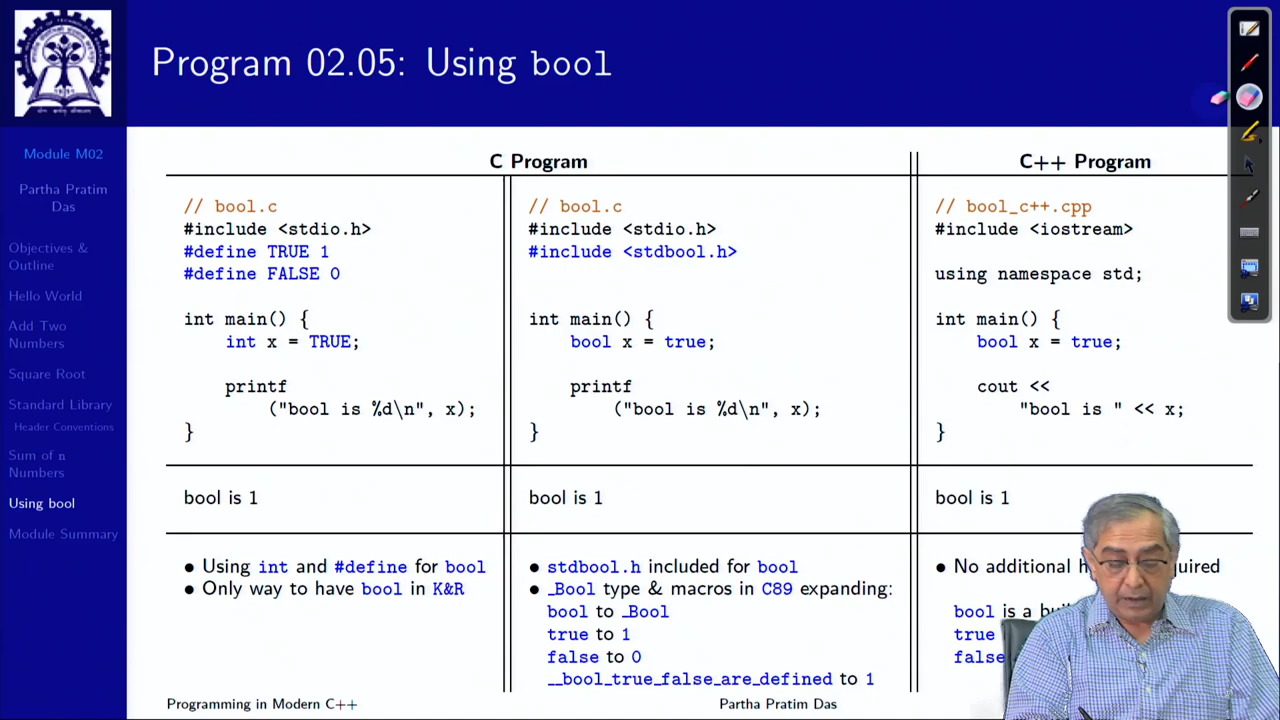 Program 02.05: Using bool
Module M02
Partha Pratim
Das
Objectives &
Outline
Hello World
Add Two
Numbers
Square Root
Standard Library
Header Conventions
Sum of n
Numbers
Using bool
Module Summary
C Program
C++ Program
// bool.c
#include <stdio.h>
#define TRUE 1
#define FALSE 0
int main() {
int x = TRUE;
printf
("bool is %d\n", x);
}
// bool.c
#include <stdio.h>
#include <stdbool.h>
int main() {
bool x = true;
printf
("bool is %d\n", x);
}
// bool_c++.cpp
#include <iostream>
using namespace std;
int main() {
bool x = true;
cout <<
"bool is " << x;
}
bool is 1
bool is 1
bool is 1
• Using int and #define for bool
• Only way to have bool in K&R
• stdbool.h included for bool
• _Bool type & macros in C89 expanding:
bool to _Bool
true to 1
false to 0
__bool_true_false_are_defined to 1
• No additional
bool is a
true
false
Programming in Modern C++
Partha Pratim Das